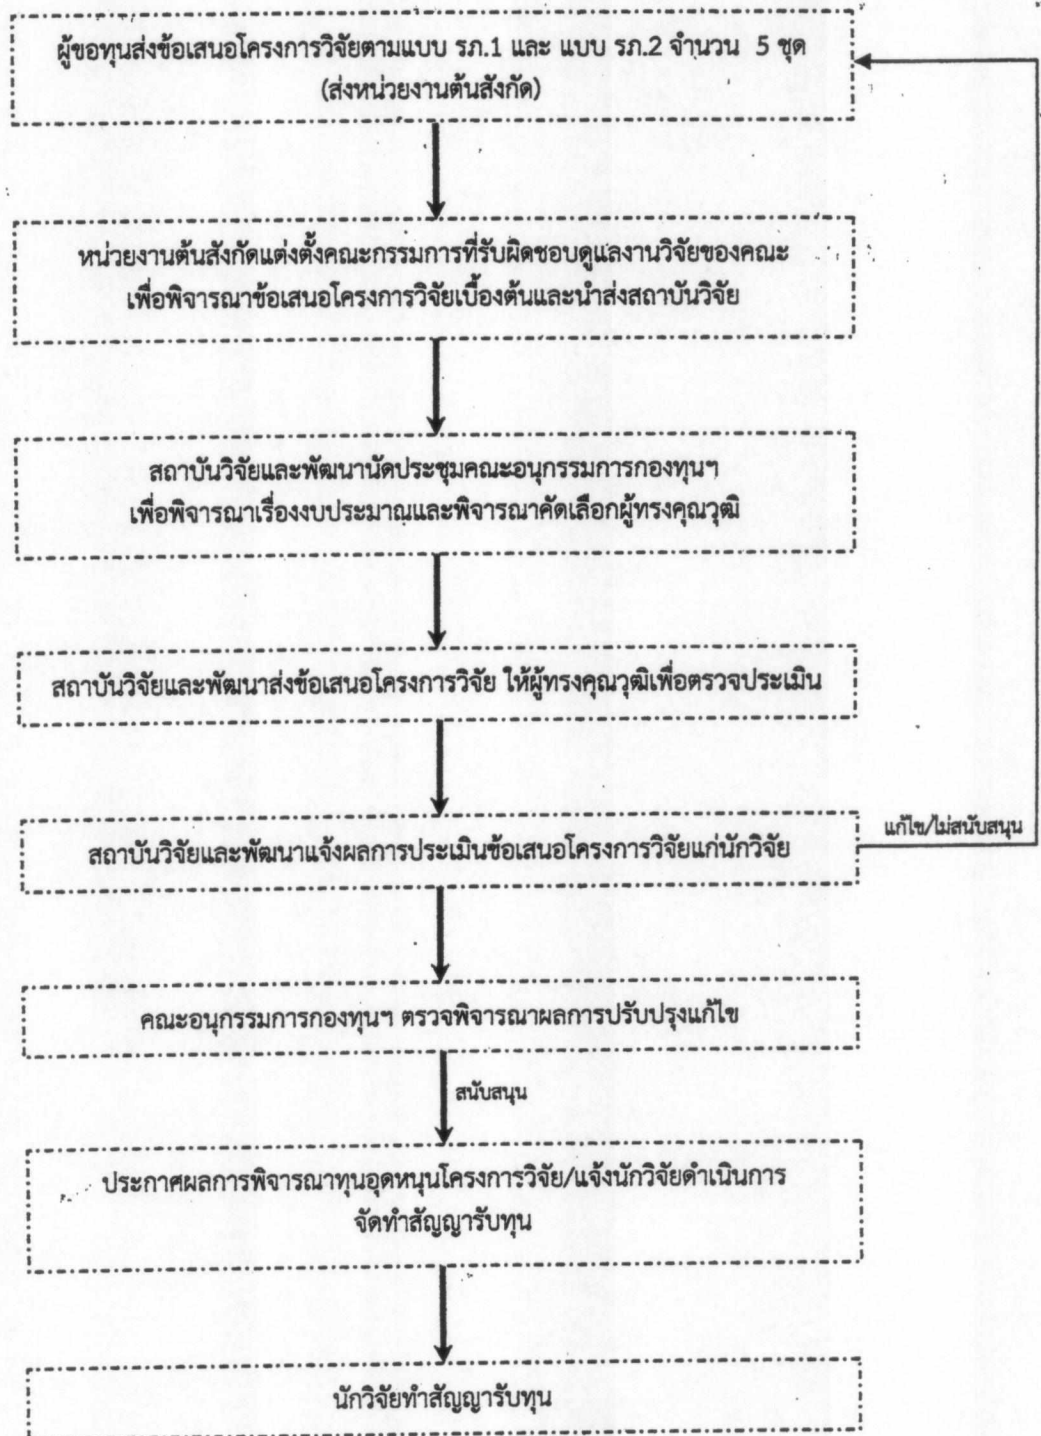 ผู้ขอทุนส่งข้อเสนอโครงการวิจัยตามแบบ รภ.1 และ แบบ รภ.2 จำนวน 5 ชุด
(ส่งหน่วยงานต้นสังกัด)
หน่วยงานต้นสังกัดแต่งตั้งคณะกรรมการที่รับผิดชอบดูแลงานวิจัยของคณะ
เพื่อพิจารณาข้อเสนอโครงการวิจัยเบื้องต้นและนำส่งสถาบันวิจัย
สถาบันวิจัยและพัฒนานัดประชุมคณะอนุกรรมการกองทุนฯ
เพื่อพิจารณาเรื่องงบประมาณและพิจารณาคัดเลือกผู้ทรงคุณวุฒิ
สถาบันวิจัยและพัฒนาส่งข้อเสนอโครงการวิจัย ให้ผู้ทรงคุณวุฒิเพื่อตรวจประเมิน
แก้ไข/ไม่สนับสนุน
สถาบันวิจัยและพัฒนาแจ้งผลการประเมินข้อเสนอโครงการวิจัยแก่นักวิจัย
คณะอนุกรรมการกองทุนฯ ตรวจพิจารณาผลการปรับปรุงแก้ไข
สนับสนุน
ประกาศผลการพิจารณาทุนอุดหนุนโครงการวิจัย/แจ้งนักวิจัยดำเนินการ
จัดทำสัญญารับทุน
นักวิจัยทำสัญญารับทุน